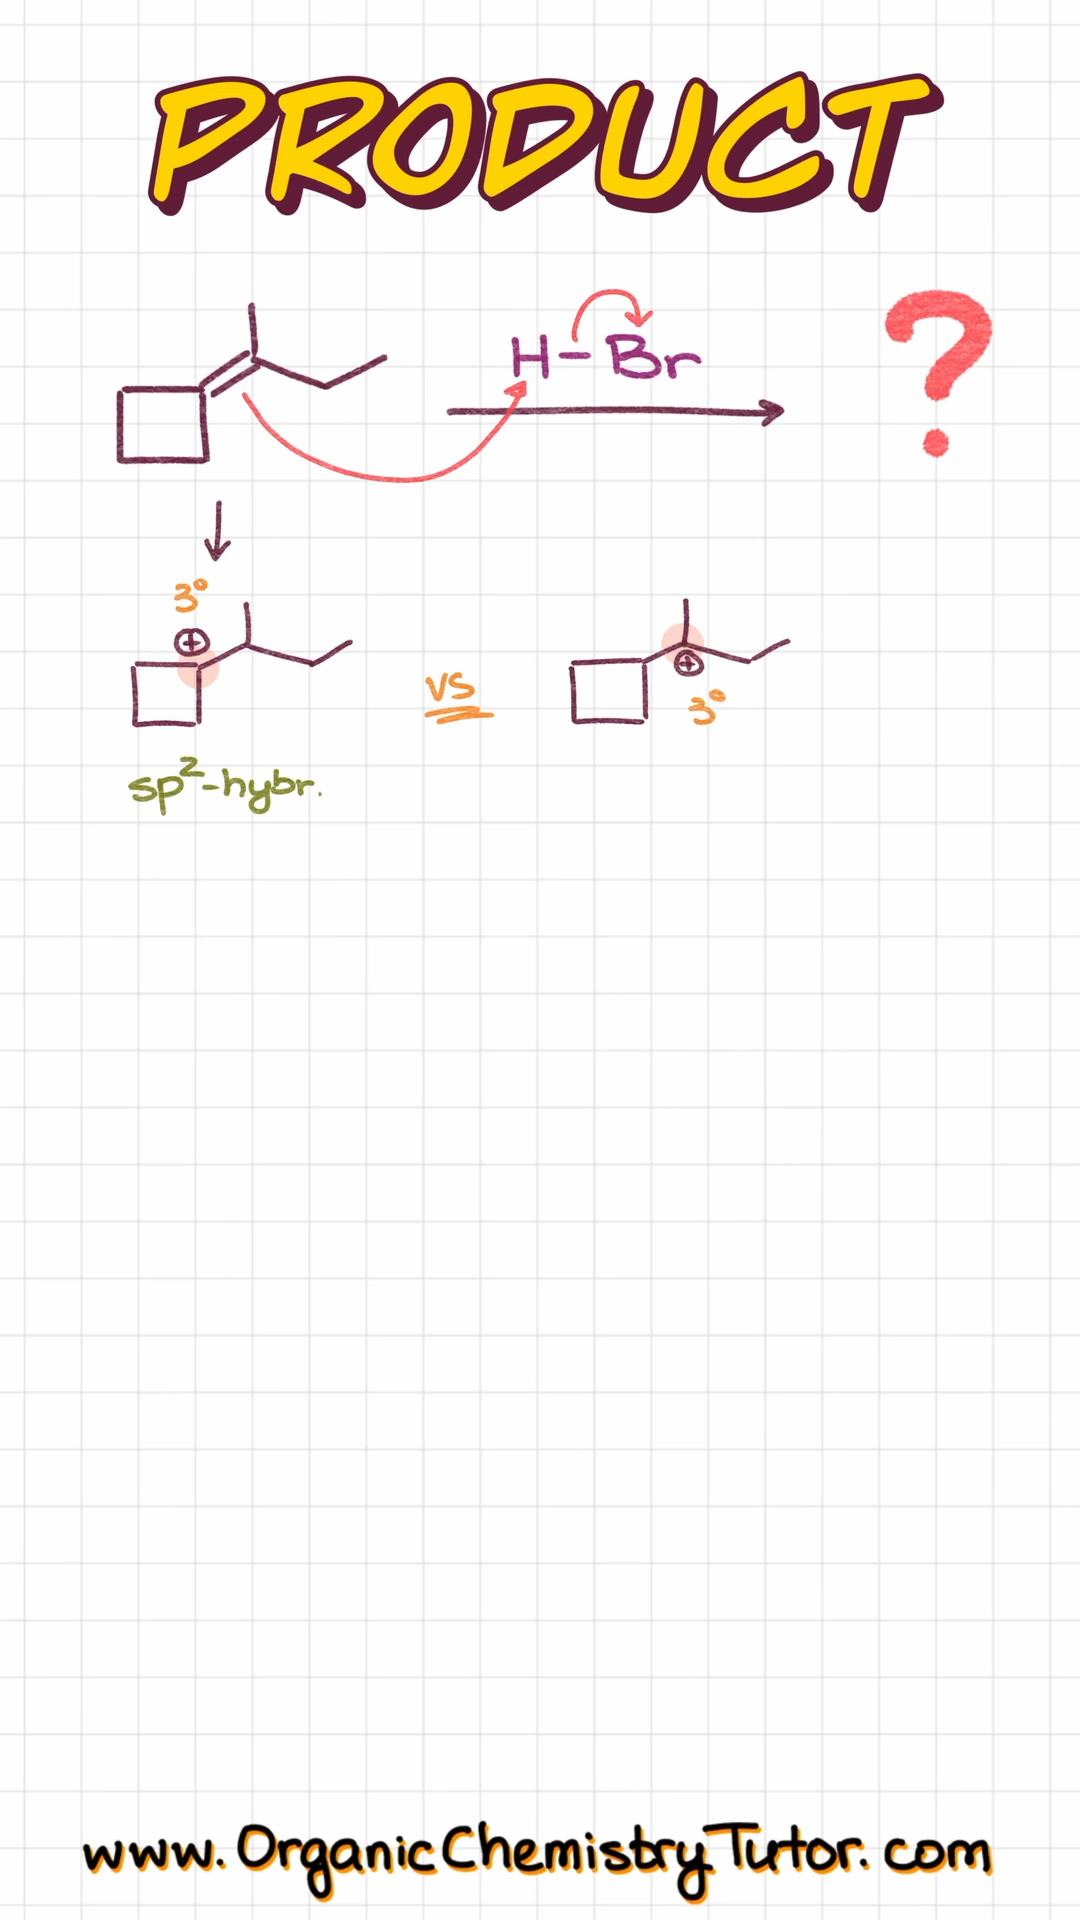 PRODUCT
H-Br
?
3°
⊕
vs
⊕
3°
sp²-hybr.
www.OrganicChemistryTutor.com